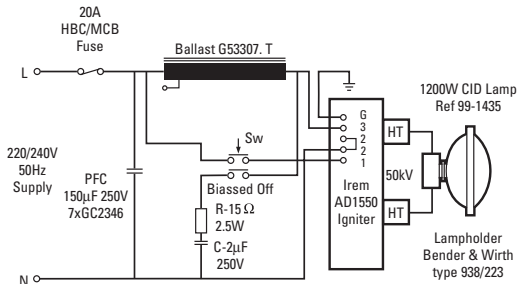 20A
HBC/MCB
Fuse
Ballast G53307. T
L
1200W CID Lamp
Ref 99-1435
G
3
2
2
1
HT
Sw
220/240V
50Hz
Supply
PFC
150µF 250V
7xGC2346
Biassed Off
R-15 Ω
2.5W
C-2µF
250V
Irem
AD1550
Igniter
50kV
HT
Lampholder
Bender & Wirth
type 938/223
N